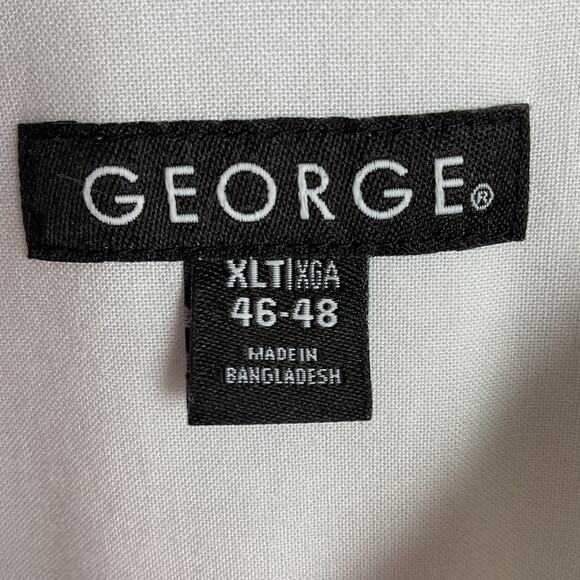 GEORGE®
XLT|XGA
46-48
MADE IN
BANGLADESH